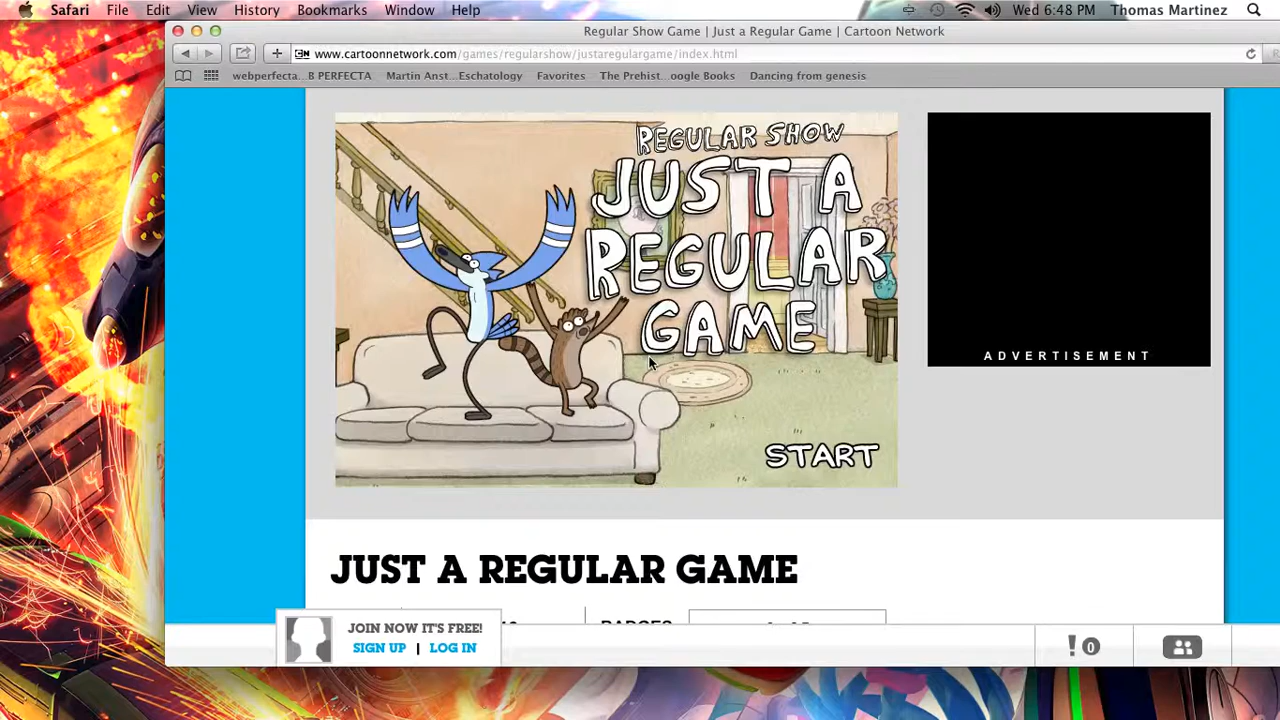 Safari File Edit View History Bookmarks Window Help Wed 6:48 PM Thomas Martinez
Regular Show Game | Just a Regular Game | Cartoon Network
www.cartoonnetwork.com/games/regularshow/justaregulargame/index.html
webperfecta...B PERFECTA Martin Anst...Eschatology Favorites The Prehist...oogle Books Dancing from genesis
REGULAR SHOW
JUST A
REGULAR
GAME
START
ADVERTISEMENT
JUST A REGULAR GAME
BADGES
JOIN NOW IT'S FREE!
SIGN UP | LOG IN
! 0